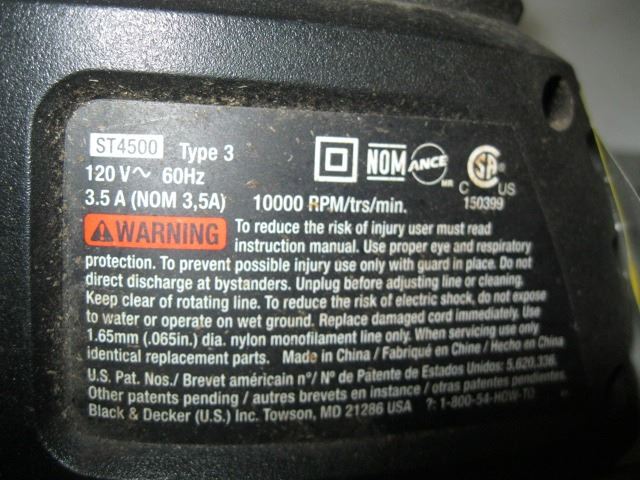 ST4500 Type 3
120 V~ 60Hz
3.5 A (NOM 3,5A) 10000 RPM/trs/min.
NOM ANCE MR
C SA US
150399
WARNING To reduce the risk of injury user must read
instruction manual. Use proper eye and respiratory
protection. To prevent possible injury use only with guard in place. Do not
direct discharge at bystanders. Unplug before adjusting line or cleaning.
Keep clear of rotating line. To reduce the risk of electric shock, do not expose
to water or operate on wet ground. Replace damaged cord immediately. Use
1.65mm (.065in.) dia. nylon monofilament line only. When servicing use only
identical replacement parts. Made in China / Fabriqué en Chine / Hecho en China
U.S. Pat. Nos./ Brevet américain n°/ N° de Patente de Estados Unidos: 5,620,336.
Other patents pending / autres brevets en instance / otras patentes pendientes
Black & Decker (U.S.) Inc. Towson, MD 21286 USA ?: 1-800-54-HOW-TO